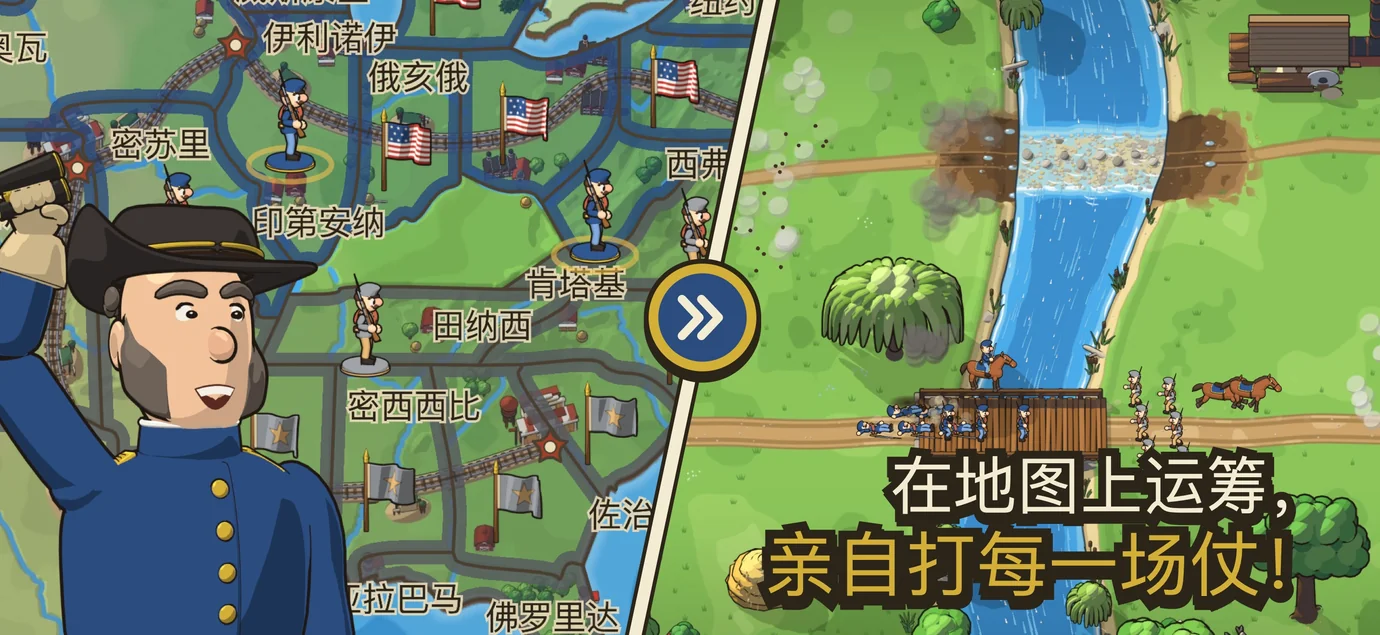 伊利诺伊
俄亥俄
密苏里
印第安纳
肯塔基
田纳西
密西西比
佐治
拉巴马
佛罗里达
西弗
奥瓦
纽约
在地图上运筹，
亲自打每一场仗！